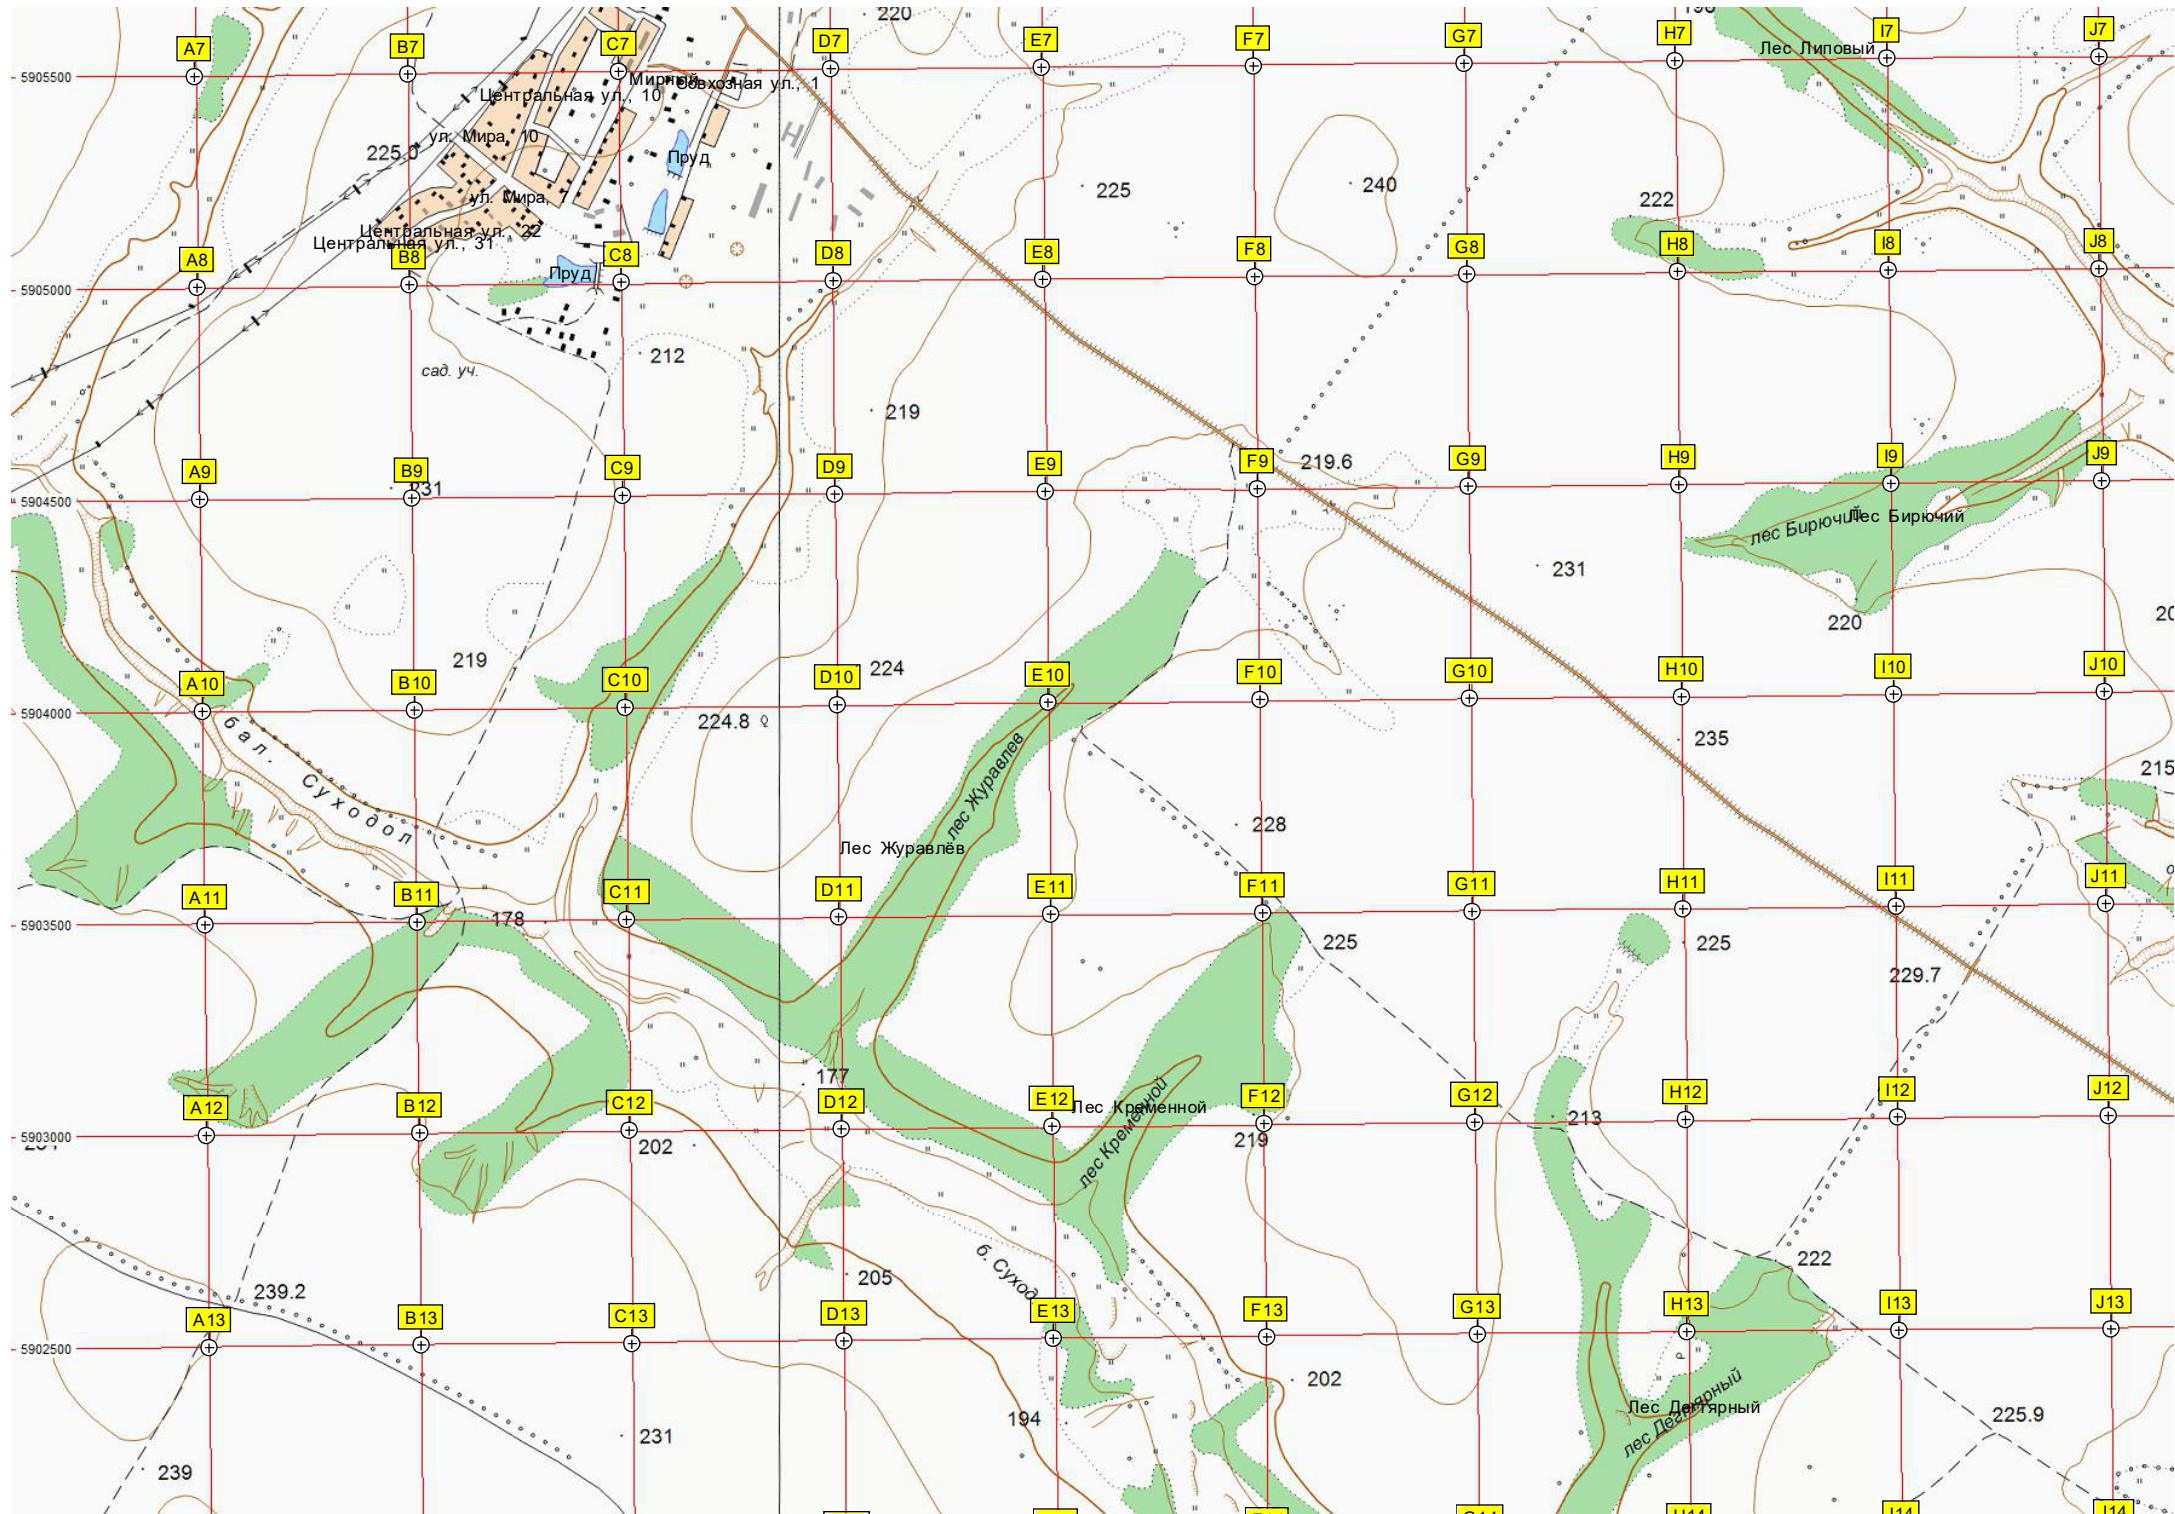 220
Лес Липовый
A7
B7
C7
D7
E7
F7
G7
H7
I7
J7
5905500
Мирный
Совхозная ул., 1
Центральная ул., 10
ул. Мира, 10
225.0
Пруд
225
240
222
ул. Мира, 7
Центральная ул., 22
Центральная ул., 31
A8
B8
C8
D8
E8
F8
G8
H8
I8
J8
Пруд
5905000
212
сад. уч.
219
A9
B9
C9
D9
E9
F9
219.6
G9
H9
I9
J9
231
5904500
лес Бирючий
Лес Бирючий
231
220
219
224
A10
B10
C10
D10
E10
F10
G10
H10
I10
J10
5904000
224.8
235
бал. Суходол
лес Журавлев
Лес Журавлёв
228
215
A11
B11
C11
D11
E11
F11
G11
H11
I11
J11
5903500
178
225
225
229.7
177
A12
B12
C12
D12
E12
F12
G12
H12
I12
J12
Лес Кременной
лес Кременной
5903000
202
219
213
б. Суход
205
222
239.2
A13
B13
C13
D13
E13
F13
G13
H13
I13
J13
5902500
202
194
231
239
Лес Дегтярный
лес Дегтярный
225.9